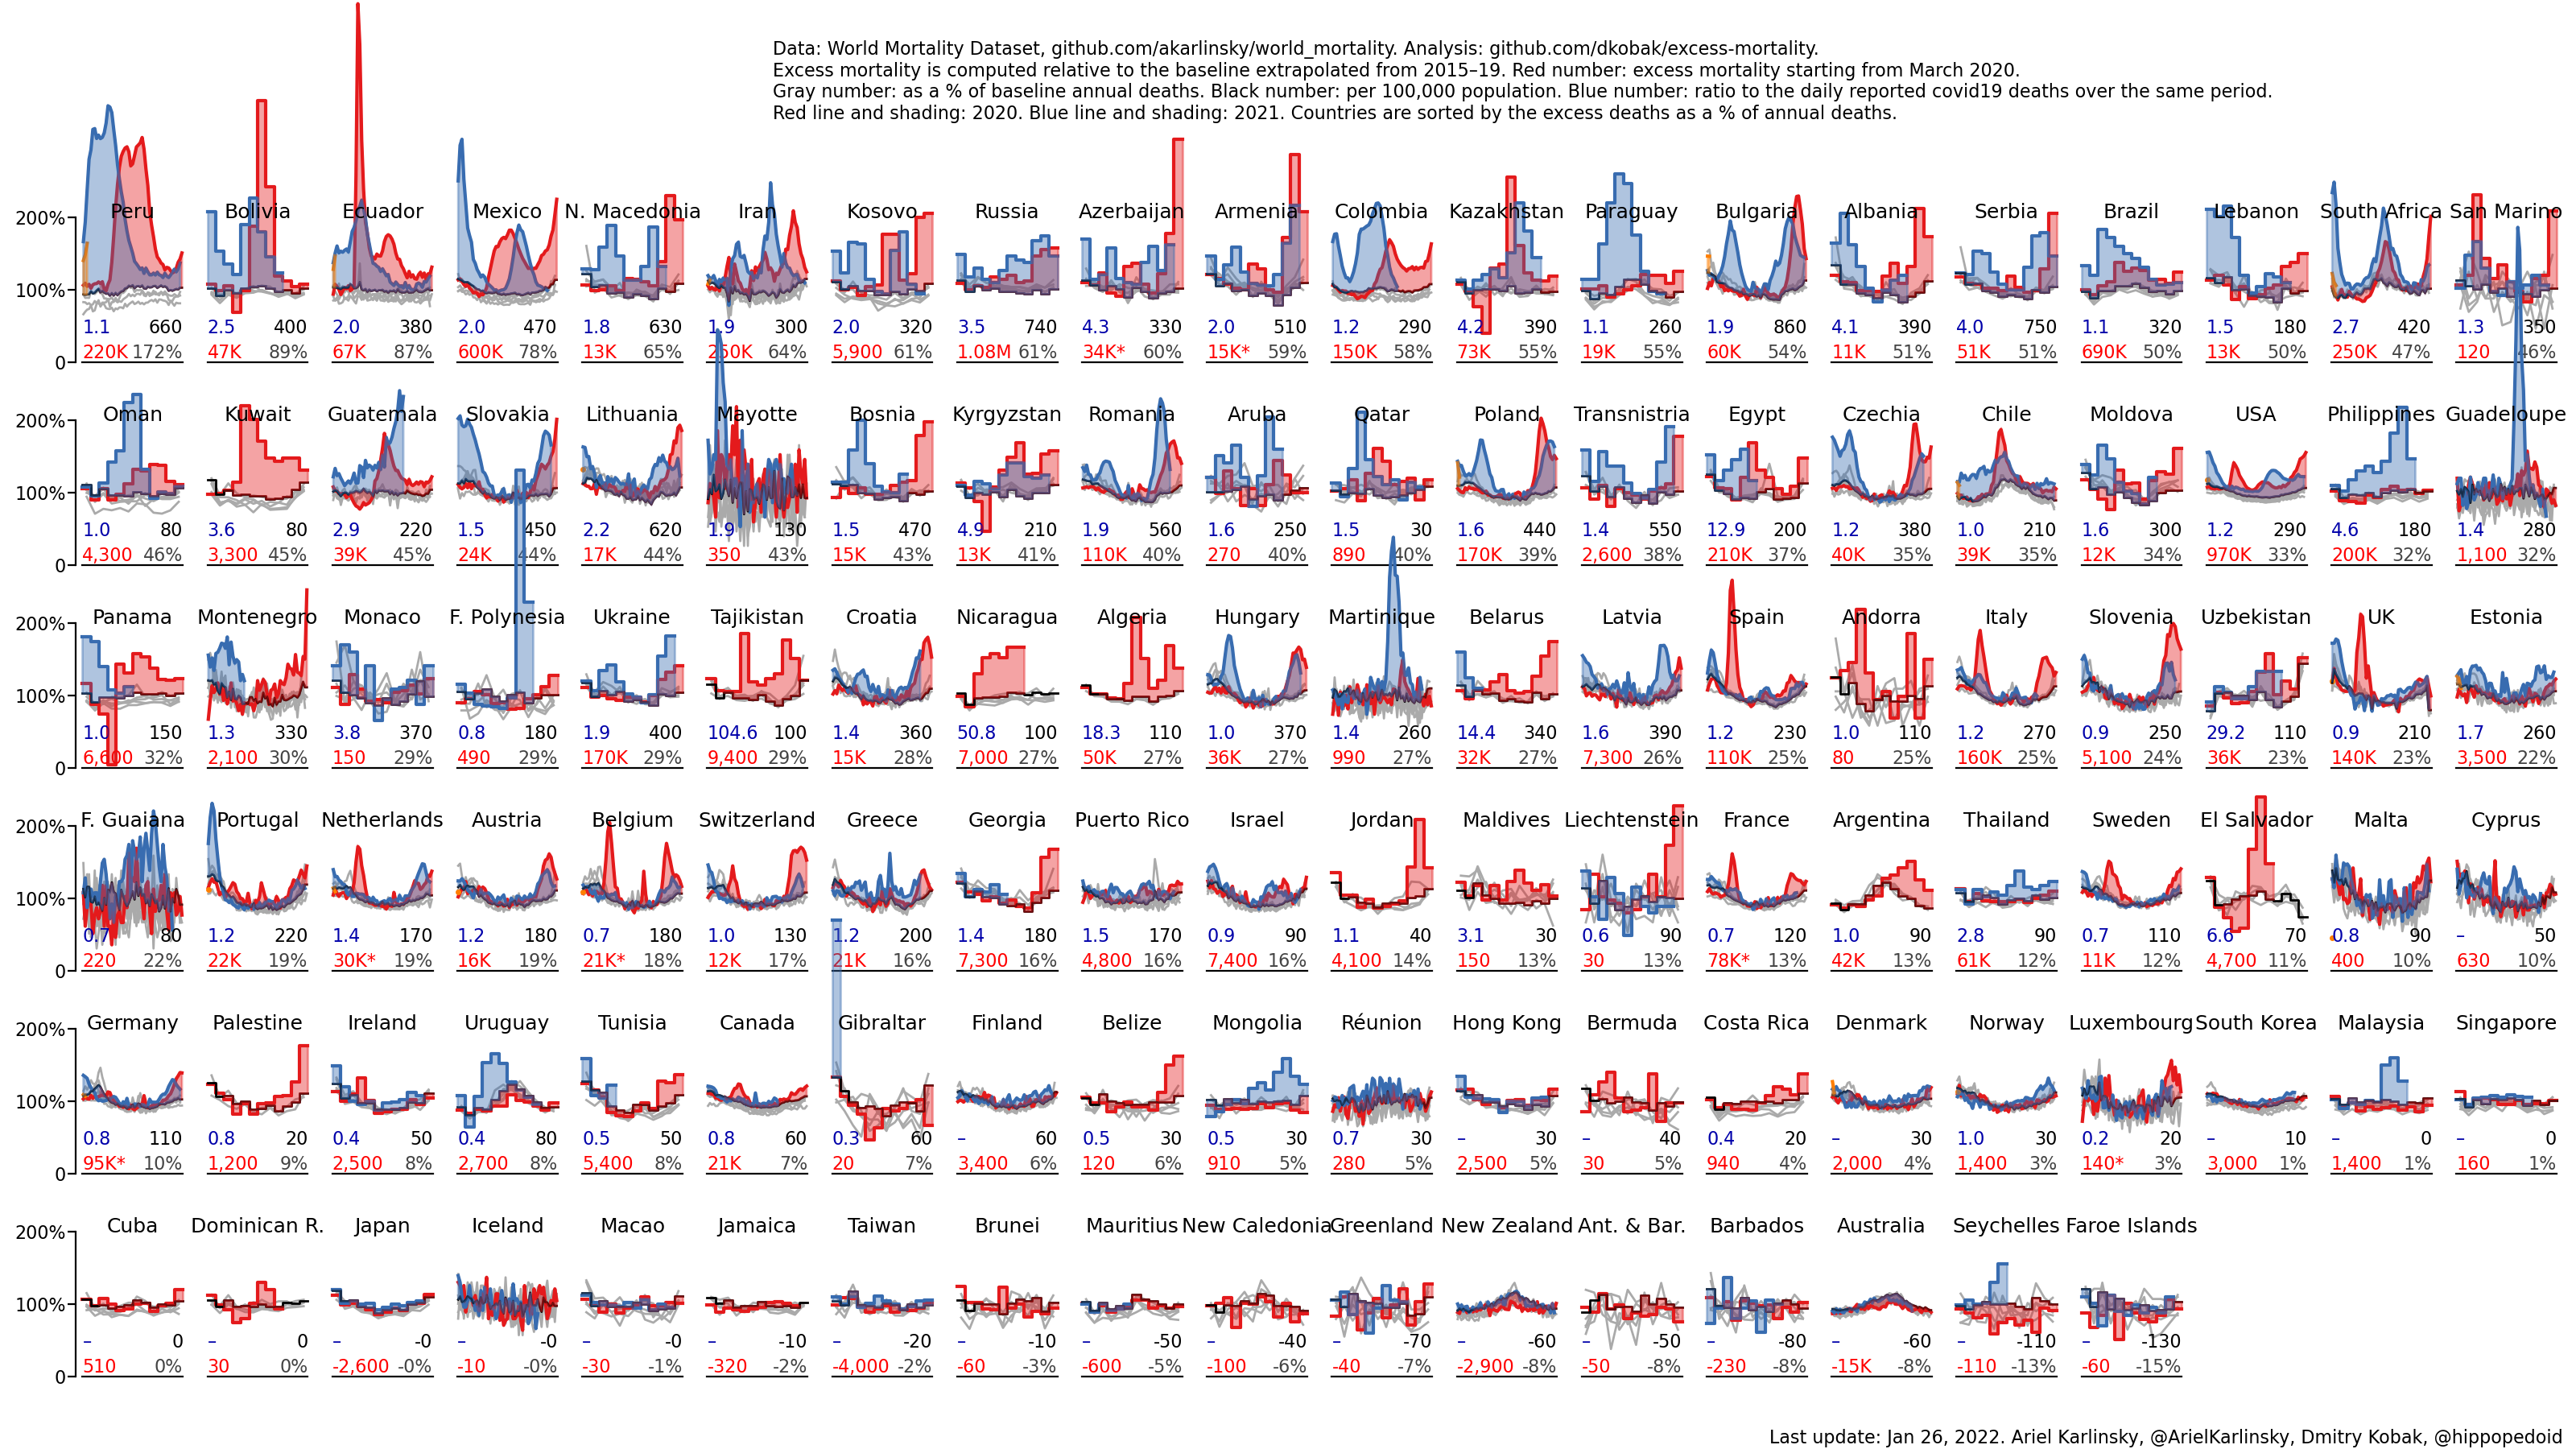 Data: World Mortality Dataset, github.com/akarlinsky/world_mortality. Analysis: github.com/dkobak/excess-mortality.
Excess mortality is computed relative to the baseline extrapolated from 2015–19. Red number: excess mortality starting from March 2020.
Gray number: as a % of baseline annual deaths. Black number: per 100,000 population. Blue number: ratio to the daily reported covid19 deaths over the same period.
Red line and shading: 2020. Blue line and shading: 2021. Countries are sorted by the excess deaths as a % of annual deaths.
200% Peru Bolivia Ecuador Mexico N. Macedonia Iran Kosovo Russia Azerbaijan Armenia Colombia Kazakhstan Paraguay Bulgaria Albania Serbia Brazil Lebanon South Africa San Marino
100%
1.1 660 2.5 400 2.0 380 2.0 470 1.8 630 1.9 300 2.0 320 3.5 740 4.3 330 2.0 510 1.2 290 4.2 390 1.1 260 1.9 860 4.1 390 4.0 750 1.1 320 1.5 180 2.7 420 1.3 350
0 220K 172% 47K 89% 67K 87% 600K 78% 13K 65% 250K 64% 5,900 61% 1.08M 61% 34K* 60% 15K* 59% 150K 58% 73K 55% 19K 55% 60K 54% 11K 51% 51K 51% 690K 50% 13K 50% 250K 47% 120 46%
200% Oman Kuwait Guatemala Slovakia Lithuania Mayotte Bosnia Kyrgyzstan Romania Aruba Qatar Poland Transnistria Egypt Czechia Chile Moldova USA Philippines Guadeloupe
100%
1.0 80 3.6 80 2.9 220 1.5 450 2.2 620 1.9 130 1.5 470 4.9 210 1.9 560 1.6 250 1.5 30 1.6 440 1.4 550 12.9 200 1.2 380 1.0 210 1.6 300 1.2 290 4.6 180 1.4 280
0 4,300 46% 3,300 45% 39K 45% 24K 44% 17K 44% 350 43% 15K 43% 13K 41% 110K 40% 270 40% 890 40% 170K 39% 2,600 38% 210K 37% 40K 35% 39K 35% 12K 34% 970K 33% 200K 32% 1,100 32%
200% Panama Montenegro Monaco F. Polynesia Ukraine Tajikistan Croatia Nicaragua Algeria Hungary Martinique Belarus Latvia Spain Andorra Italy Slovenia Uzbekistan UK Estonia
100%
1.0 150 1.3 330 3.8 370 0.8 180 1.9 400 104.6 100 1.4 360 50.8 100 18.3 110 1.0 370 1.4 260 14.4 340 1.6 390 1.2 230 1.0 110 1.2 270 0.9 250 29.2 110 0.9 210 1.7 260
0 6,600 32% 2,100 30% 150 29% 490 29% 170K 29% 9,400 29% 15K 28% 7,000 27% 50K 27% 36K 27% 990 27% 32K 27% 7,300 26% 110K 25% 80 25% 160K 25% 5,100 24% 36K 23% 140K 23% 3,500 22%
200% F. Guaiana Portugal Netherlands Austria Belgium Switzerland Greece Georgia Puerto Rico Israel Jordan Maldives Liechtenstein France Argentina Thailand Sweden El Salvador Malta Cyprus
100%
0.7 80 1.2 220 1.4 170 1.2 180 0.7 180 1.0 130 1.2 200 1.4 180 1.5 170 0.9 90 1.1 40 3.1 30 0.6 90 0.7 120 1.0 90 2.8 90 0.7 110 6.6 70 0.8 90 – 50
0 220 22% 22K 19% 30K* 19% 16K 19% 21K* 18% 12K 17% 21K 16% 7,300 16% 4,800 16% 7,400 16% 4,100 14% 150 13% 30 13% 78K* 13% 42K 13% 61K 12% 11K 12% 4,700 11% 400 10% 630 10%
200% Germany Palestine Ireland Uruguay Tunisia Canada Gibraltar Finland Belize Mongolia Réunion Hong Kong Bermuda Costa Rica Denmark Norway Luxembourg South Korea Malaysia Singapore
100%
0.8 110 0.8 20 0.4 50 0.4 80 0.5 50 0.8 60 0.3 60 – 60 0.5 30 0.5 30 0.7 30 – 30 – 40 0.4 20 – 30 1.0 30 0.2 20 – 10 – 0 – 0
0 95K* 10% 1,200 9% 2,500 8% 2,700 8% 5,400 8% 21K 7% 20 7% 3,400 6% 120 6% 910 5% 280 5% 2,500 5% 30 5% 940 4% 2,000 4% 1,400 3% 140* 3% 3,000 1% 1,400 1% 160 1%
200% Cuba Dominican R. Japan Iceland Macao Jamaica Taiwan Brunei Mauritius New Caledonia Greenland New Zealand Ant. & Bar. Barbados Australia Seychelles Faroe Islands
100%
– 0 – 0 – -0 – -0 – -0 – -10 – -20 – -10 – -50 – -40 – -70 – -60 – -50 – -80 – -60 – -110 – -130
0 510 0% 30 0% -2,600 -0% -10 -0% -30 -1% -320 -2% -4,000 -2% -60 -3% -600 -5% -100 -6% -40 -7% -2,900 -8% -50 -8% -230 -8% -15K -8% -110 -13% -60 -15%
Last update: Jan 26, 2022. Ariel Karlinsky, @ArielKarlinsky, Dmitry Kobak, @hippopedoid